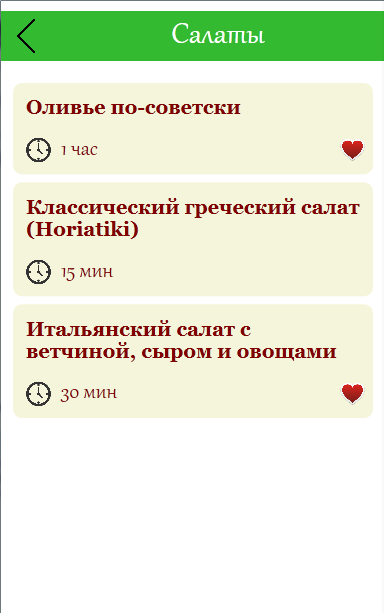 Салаты
Оливье по-советски
1 час
Классический греческий салат
(Horiatiki)
15 мин
Итальянский салат с
ветчиной, сыром и овощами
30 мин